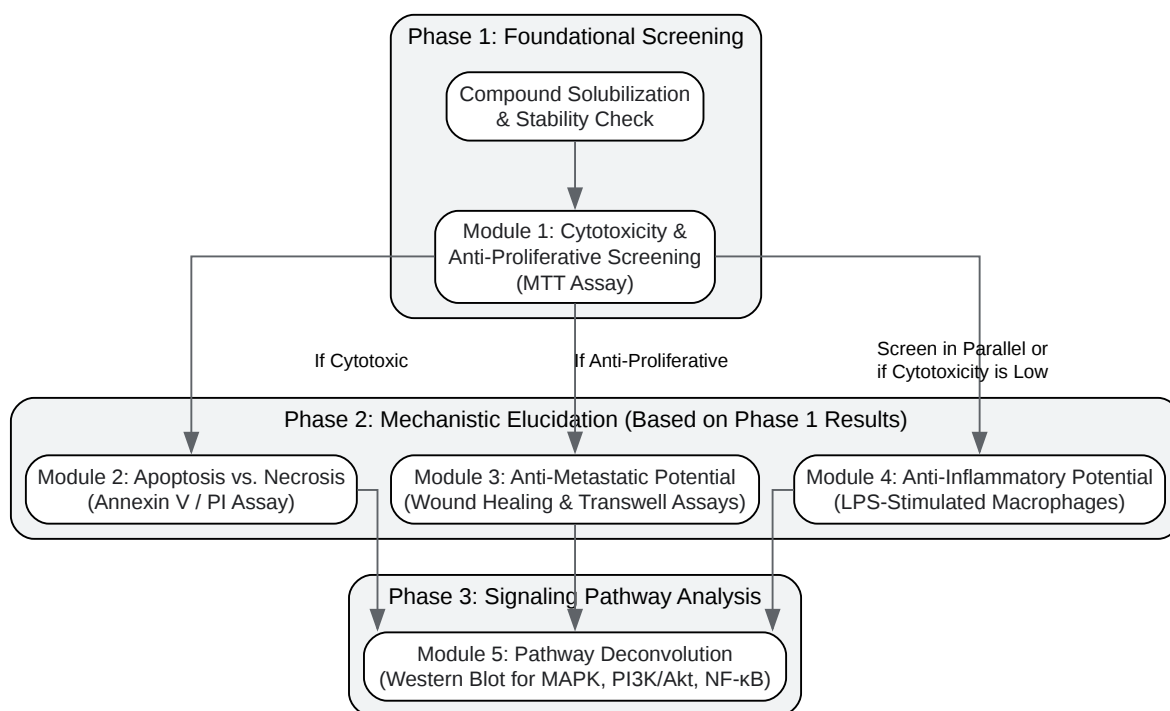 Phase 1: Foundational Screening
Compound Solubilization
& Stability Check
Module 1: Cytotoxicity &
Anti-Proliferative Screening
(MTT Assay)
If Cytotoxic
If Anti-Proliferative
Screen in Parallel or
if Cytotoxicity is Low
Phase 2: Mechanistic Elucidation (Based on Phase 1 Results)
Module 2: Apoptosis vs. Necrosis
(Annexin V / PI Assay)
Module 3: Anti-Metastatic Potential
(Wound Healing & Transwell Assays)
Module 4: Anti-Inflammatory Potential
(LPS-Stimulated Macrophages)
Phase 3: Signaling Pathway Analysis
Module 5: Pathway Deconvolution
(Western Blot for MAPK, PI3K/Akt, NF-κB)